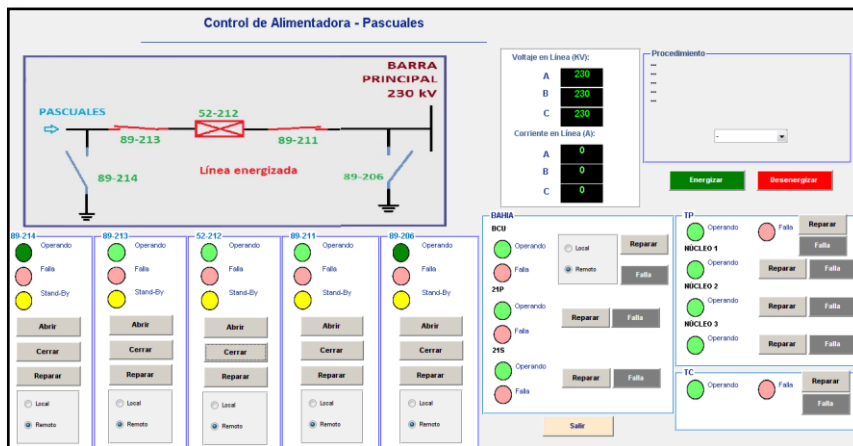 Control de Alimentadora - Pascuales
BARRA
PRINCIPAL
230 kV
PASCUALES
52-212
89-213
89-211
89-214
Línea energizada
89-206
Voltaje en Línea (KV):
A 230
B 230
C 230
Corriente en Línea (A):
A 0
B 0
C 0
Procedimiento
---
---
---
---
-
Energizar
Desenergizar
89-214
Operando
Falla
Stand-By
Abrir
Cerrar
Reparar
Local
Remoto
89-213
Operando
Falla
Stand-By
Abrir
Cerrar
Reparar
Local
Remoto
52-212
Operando
Falla
Stand-By
Abrir
Cerrar
Reparar
Local
Remoto
89-211
Operando
Falla
Stand-By
Abrir
Cerrar
Reparar
Local
Remoto
89-206
Operando
Falla
Stand-By
Abrir
Cerrar
Reparar
Local
Remoto
BAHIA
BCU
Operando
Falla
Local
Remoto
Reparar
Falla
21P
Operando
Falla
Reparar
Falla
21S
Operando
Falla
Reparar
Falla
Salir
TP
Operando
Falla
Reparar
Falla
NÚCLEO 1
Operando
Reparar
Falla
NÚCLEO 2
Operando
Reparar
Falla
NÚCLEO 3
Operando
Reparar
Falla
TC
Operando
Falla
Reparar
Falla